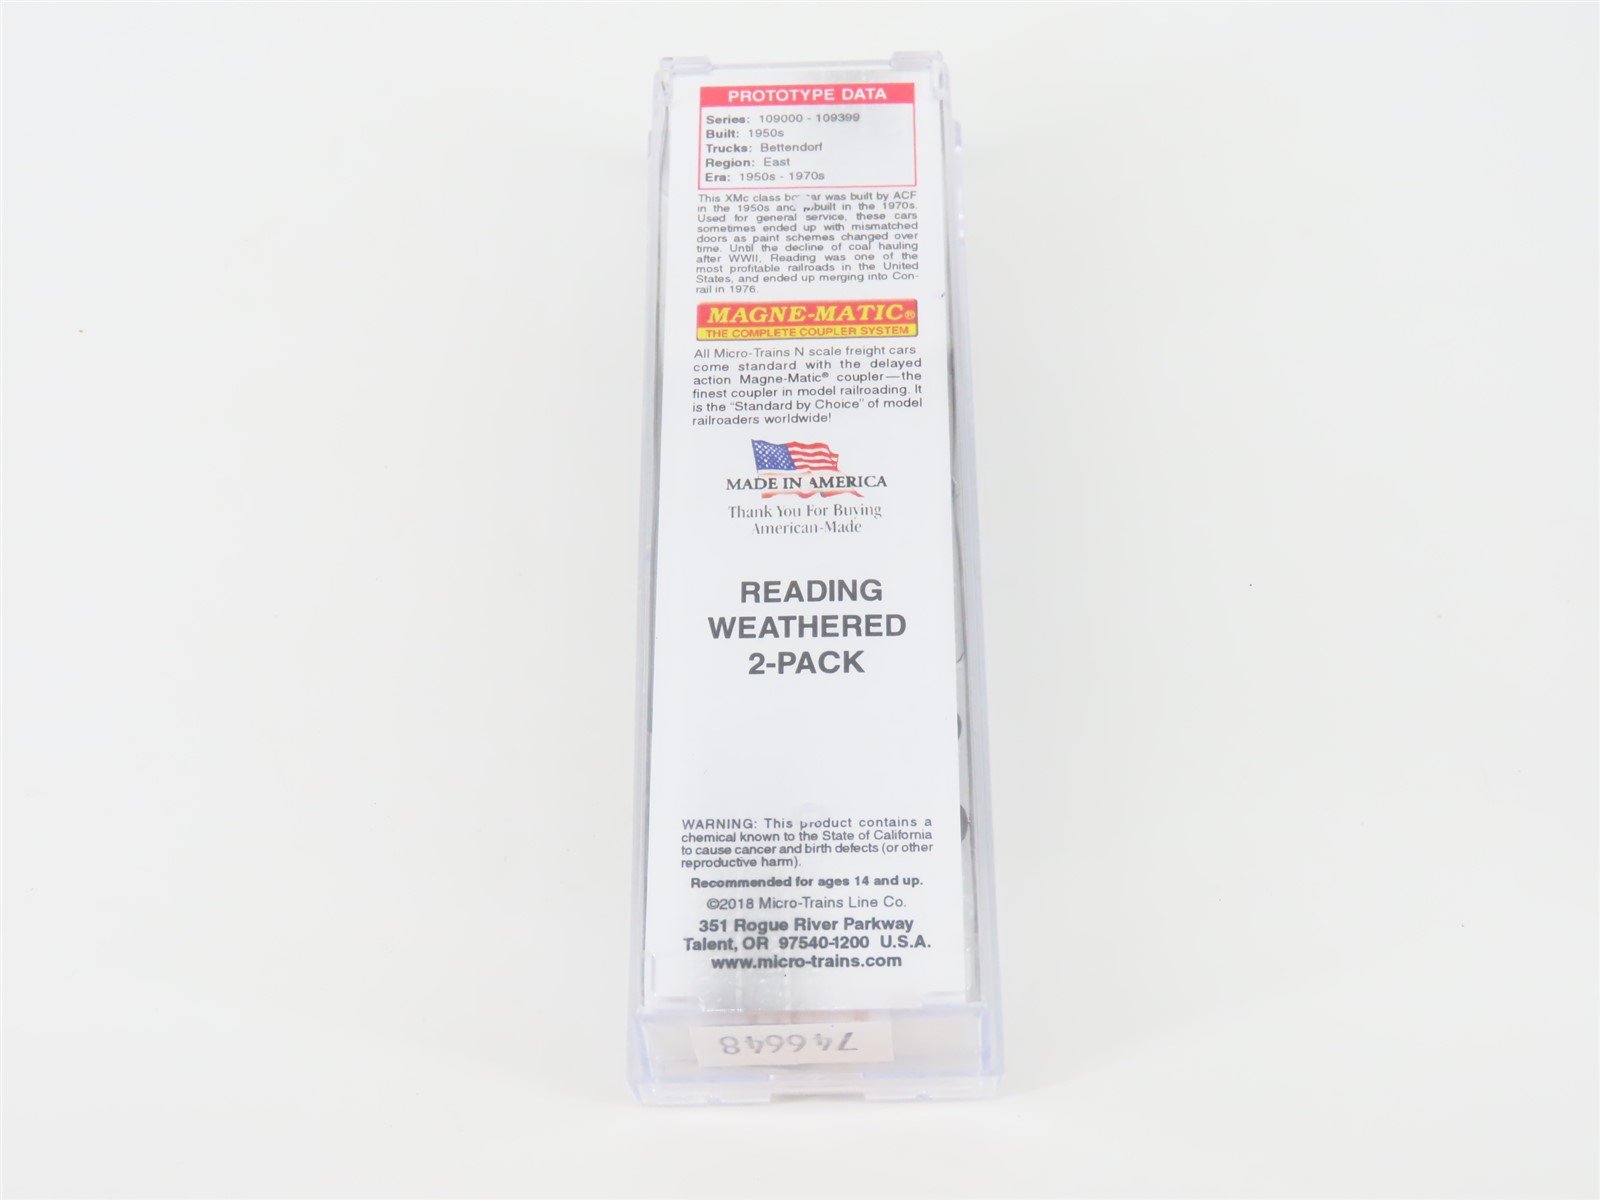 PROTOTYPE DATA
Series: 109000 - 109399
Built: 1950s
Trucks: Bettendorf
Region: East
Era: 1950s - 1970s
This XMc class car was built by ACF
in the 1950s and built in the 1970s.
Used for general service, these cars
sometimes ended up with mismatched
doors as paint schemes changed over
time. Until the decline of coal hauling
after WWII, Reading was one of the
most profitable railroads in the United
States, and ended up merging into Con-
rail in 1976.
MAGNE-MATIC®
THE COMPLETE COUPLER SYSTEM
All Micro-Trains N scale freight cars
come standard with the delayed
action Magne-Matic® coupler—the
finest coupler in model railroading. It
is the "Standard by Choice" of model
railroaders worldwide!
MADE IN AMERICA
Thank You For Buying
American-Made
READING
WEATHERED
2-PACK
WARNING: This product contains a
chemical known to the State of California
to cause cancer and birth defects (or other
reproductive harm).
Recommended for ages 14 and up.
©2018 Micro-Trains Line Co.
351 Rogue River Parkway
Talent, OR 97540-1200 U.S.A.
www.micro-trains.com
746648